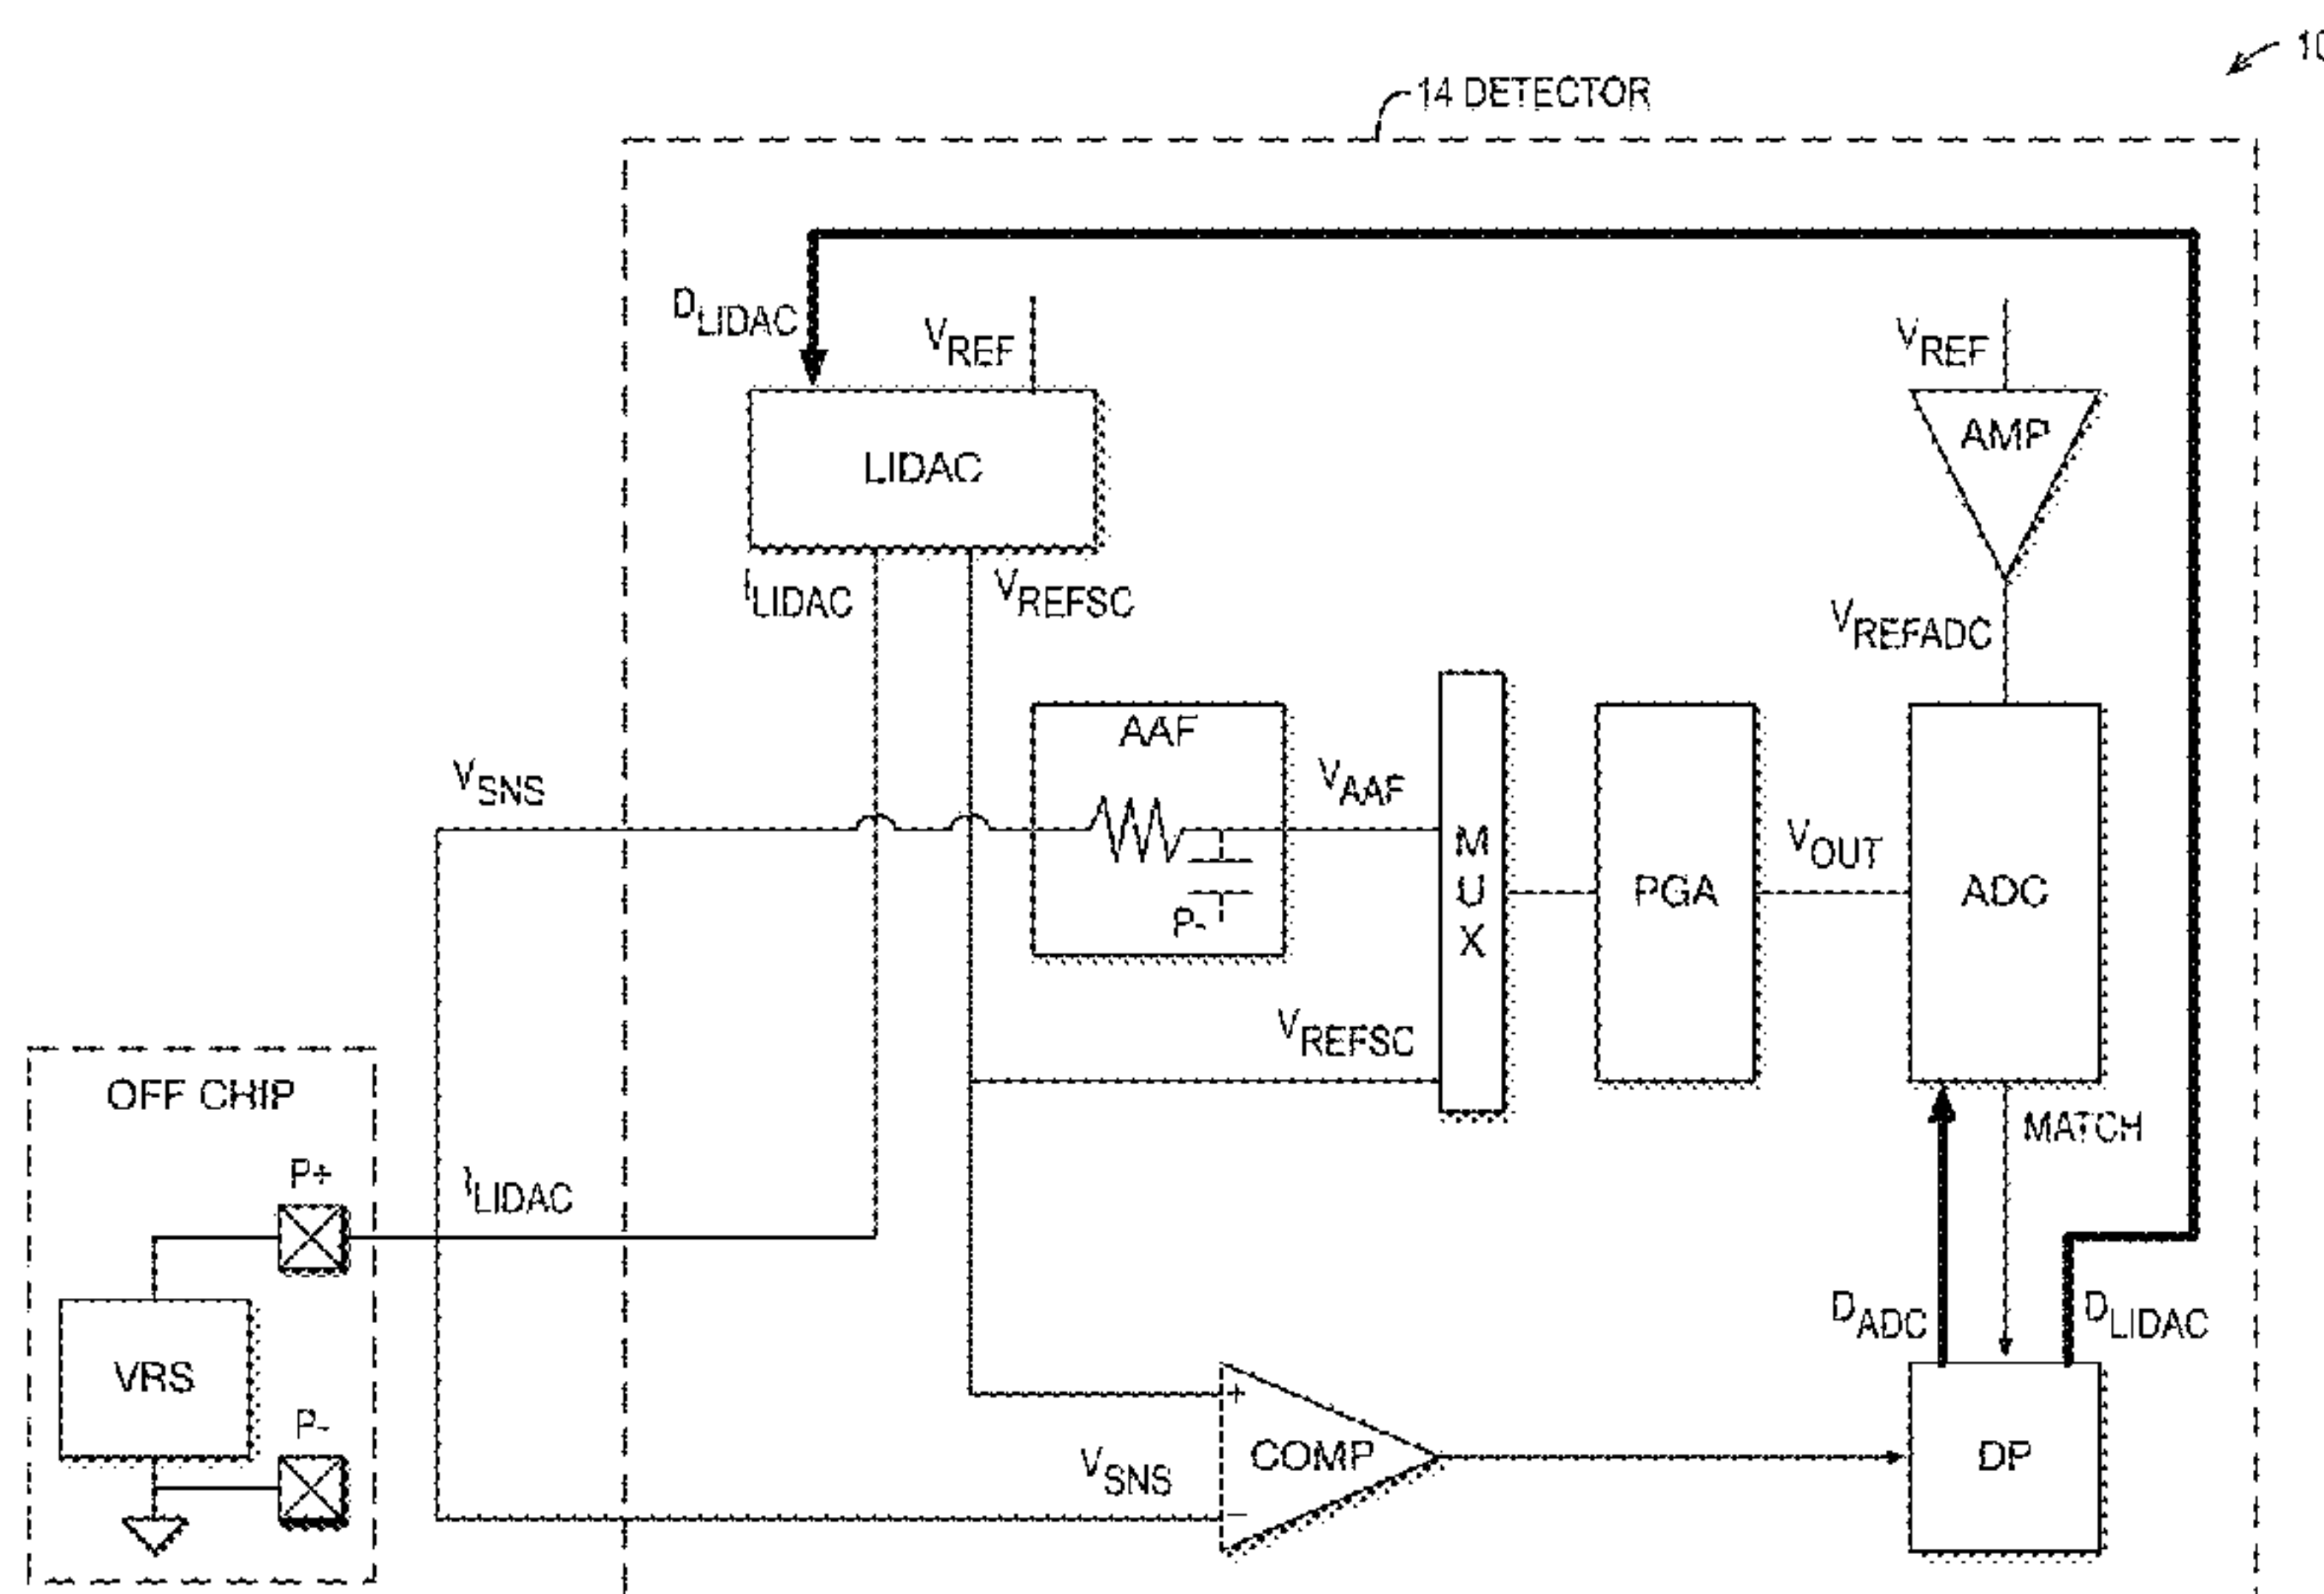 10
14 DETECTOR
DLIDAC
VREF
VREF
AMP
LIDAC
ILIDAC
VREFSC
VREFADC
AAF
VSNS
VAAF
MUX
PGA
VOUT
ADC
P-
VREFSC
OFF CHIP
MATCH
P+
ILIDAC
DADC
DLIDAC
VRS
P-
+
COMP
-
VSNS
DP